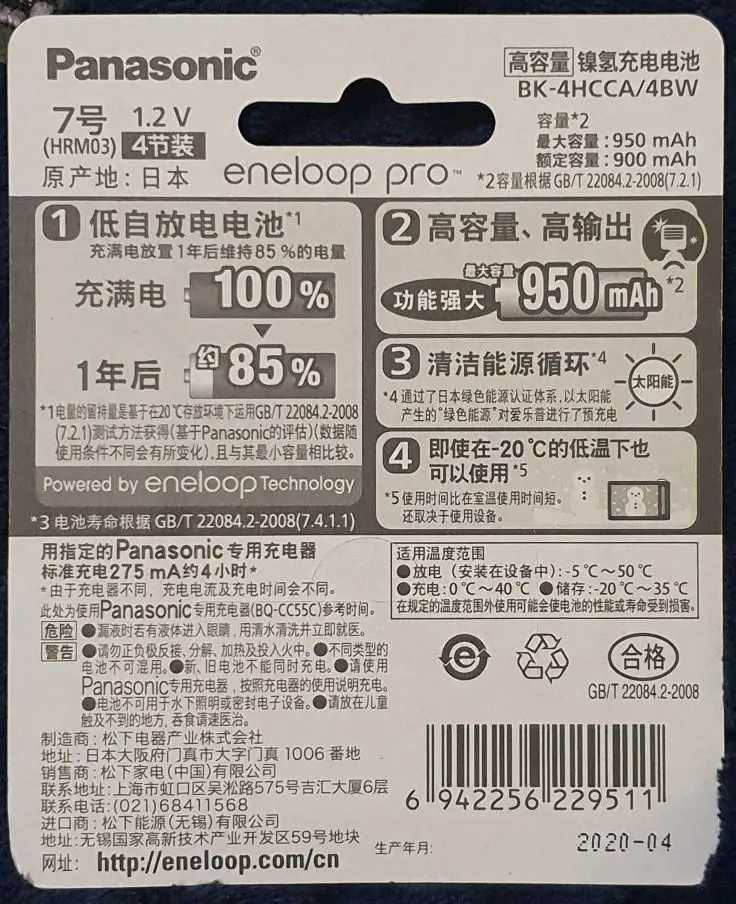 Panasonic®
高容量 镍氢充电电池
BK-4HCCA/4BW
7号 1.2 V
(HRM03) 4节装
原产地：日本
容量*2
最大容量：950 mAh
额定容量：900 mAh
*2容量根据GB/T 22084.2-2008(7.2.1)
eneloop pro™
1 低自放电电池*1
充满电放置1年后维持85%的电量
充满电 100%
1年后 约85%
*1电量的留持量是基于在20℃存放环境下运用GB/T 22084.2-2008
(7.2.1)测试方法获得(基于Panasonic的评估)(数据随
使用条件不同会有所变化),且与其最小容量相比较。
Powered by eneloop Technology
*3 电池寿命根据 GB/T 22084.2-2008(7.4.1.1)
2 高容量、高输出
功能强大
最大容量
950 mAh *2
3 清洁能源循环*4
太阳能
*4 通过了日本绿色能源认证体系,以太阳能
产生的“绿色能源”对爱乐普进行了预充电
4 即使在-20℃的低温下也
可以使用*5
*5 使用时间比在室温使用时间短。
还取决于使用设备。
用指定的Panasonic专用充电器
标准充电275 mA约4小时*
*由于充电器不同，充电电流及充电时间会不同。
此处为使用Panasonic专用充电器(BQ-CC55C)参考时间。
危险 ●漏液时若有液体进入眼睛，用清水清洗并立即就医。
警告 ●请勿正负极反接、分解、加热及投入火中。●不同类型的
电池不可混用。●新、旧电池不能同时充电。●请使用
Panasonic专用充电器，按照充电器的使用说明充电。
●电池不可用于水下照明或密封电子设备。●请放在儿童
触及不到的地方，吞食请速医治。
制造商：松下电器产业株式会社
地址：日本大阪府门真市大字门真 1006 番地
销售商：松下家电(中国)有限公司
联系地址:上海市虹口区吴淞路575号吉汇大厦6层
联系电话:(021)68411568
进口商：松下能源(无锡)有限公司
地址:无锡国家高新技术产业开发区59号地块
网址： http://eneloop.com/cn
适用温度范围
●放电（安装在设备中）:-5℃～50℃
●充电:0℃～40℃ ●储存:-20℃～35℃
在规定的温度范围外使用可能会使电池的性能或寿命受到损害。
e
合格
GB/T 22084.2-2008
6 942256 229511
生产年月: 2020-04